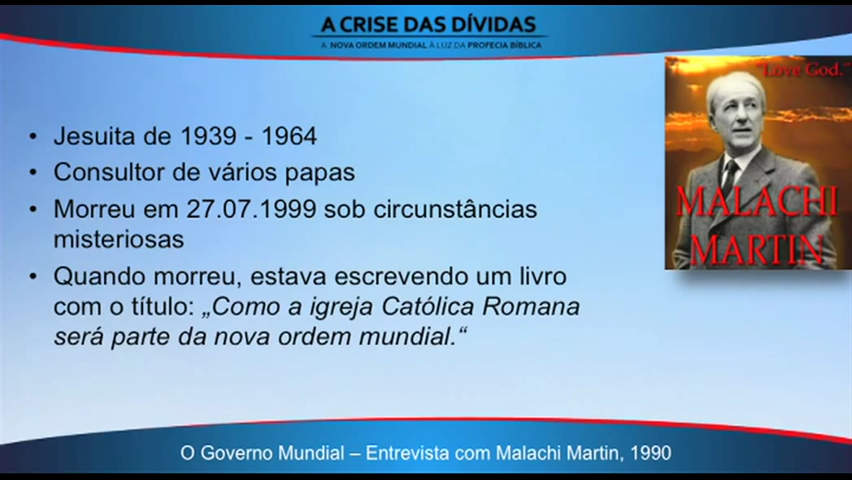 A CRISE DAS DÍVIDAS
A NOVA ORDEM MUNDIAL À LUZ DA PROFECIA BÍBLICA
"Love God."
MALACHI
MARTIN
• Jesuita de 1939 - 1964
• Consultor de vários papas
• Morreu em 27.07.1999 sob circunstâncias
misteriosas
• Quando morreu, estava escrevendo um livro
com o título: „Como a igreja Católica Romana
será parte da nova ordem mundial.“
O Governo Mundial – Entrevista com Malachi Martin, 1990